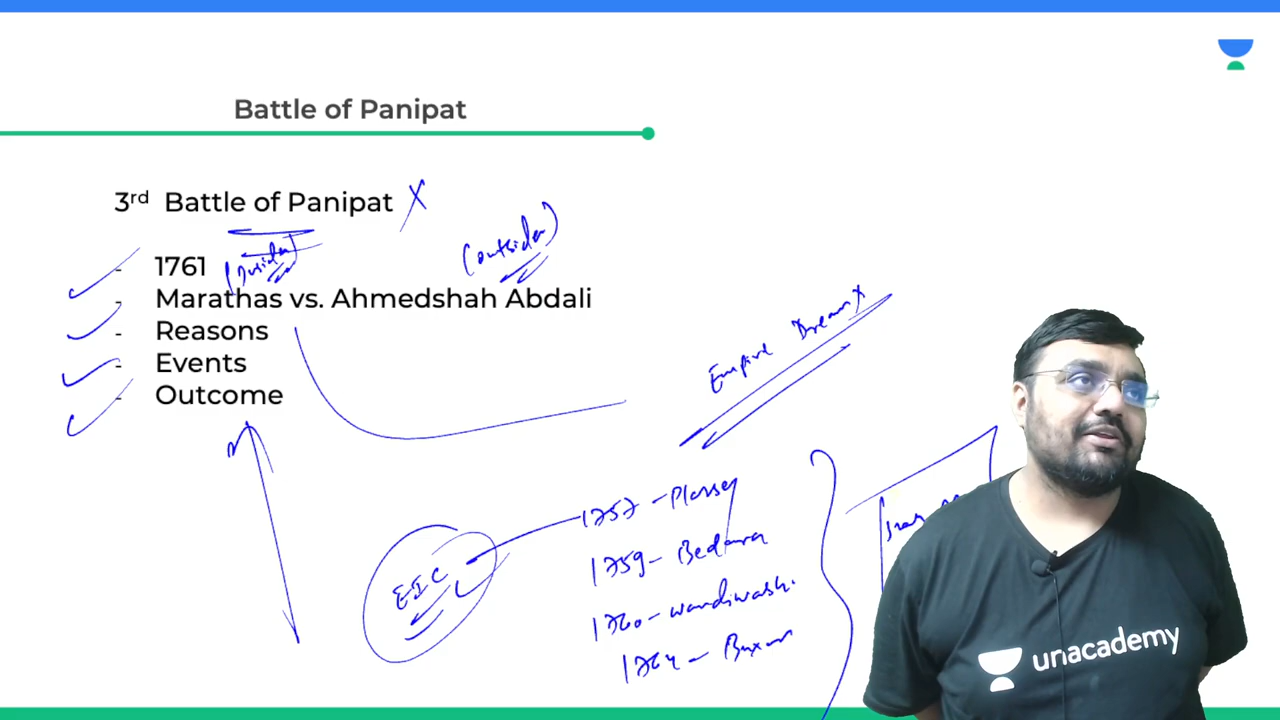 Battle of Panipat
3rd Battle of Panipat X
(Insider)
(outsider)
- 1761
- Marathas vs. Ahmedshah Abdali
- Reasons
- Events
- Outcome
Empire Dream X
EIC
1757 - Plassey
1759 - Bedara
1760 - wandiwash.
1764 - Buxar
unacademy